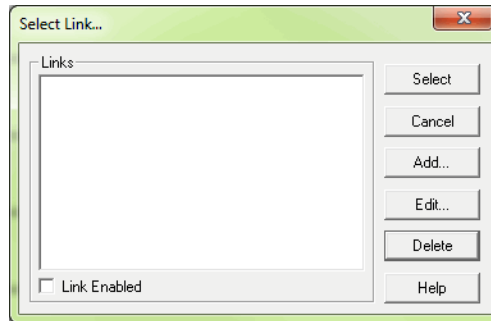 Select Link...
Links
Select
Cancel
Add...
Edit...
Delete
Link Enabled
Help